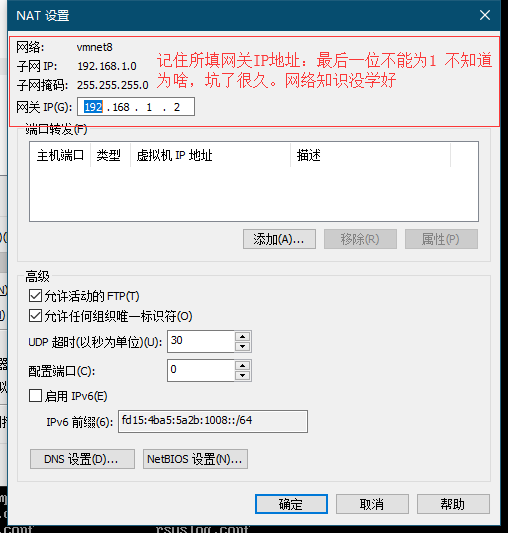 NAT 设置
网络: vmnet8
子网 IP: 192.168.1.0
子网掩码: 255.255.255.0
网关 IP(G): 192 . 168 . 1 . 2
记住所填网关IP地址：最后一位不能为1 不知道
为啥，坑了很久。网络知识没学好
端口转发(F)
主机端口 类型 虚拟机 IP 地址 描述
添加(A)... 移除(R) 属性(P)
高级
允许活动的 FTP(T)
允许任何组织唯一标识符(O)
UDP 超时(以秒为单位)(U): 30
配置端口(C): 0
启用 IPv6(E)
IPv6 前缀(6): fd15:4ba5:5a2b:1008::/64
DNS 设置(D)... NetBIOS 设置(N)...
确定 取消 帮助
rsyslog.conf